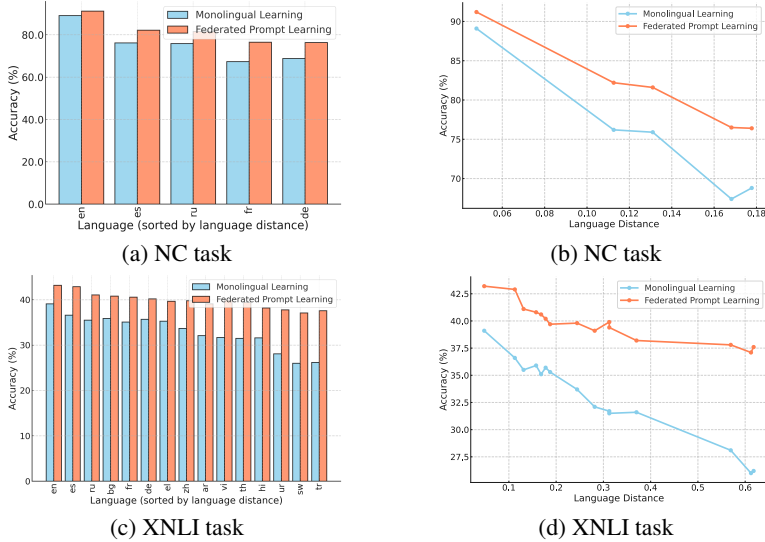 80.0
60.0
40.0
20.0
0.0
Accuracy (%)
Monolingual Learning
Federated Prompt Learning
en
es
ru
fr
de
Language (sorted by language distance)
(a) NC task
90
85
80
75
70
Accuracy (%)
Monolingual Learning
Federated Prompt Learning
0.06 0.08 0.10 0.12 0.14 0.16 0.18
Language Distance
(b) NC task
40
30
20
10
0
Accuracy (%)
Monolingual Learning
Federated Prompt Learning
en
es
ru
bg
fr
de
el
zh
ar
vi
th
hi
ur
sw
tr
Language (sorted by language distance)
(c) XNLI task
42.5
40.0
37.5
35.0
32.5
30.0
27.5
Accuracy (%)
Monolingual Learning
Federated Prompt Learning
0.1 0.2 0.3 0.4 0.5 0.6
Language Distance
(d) XNLI task